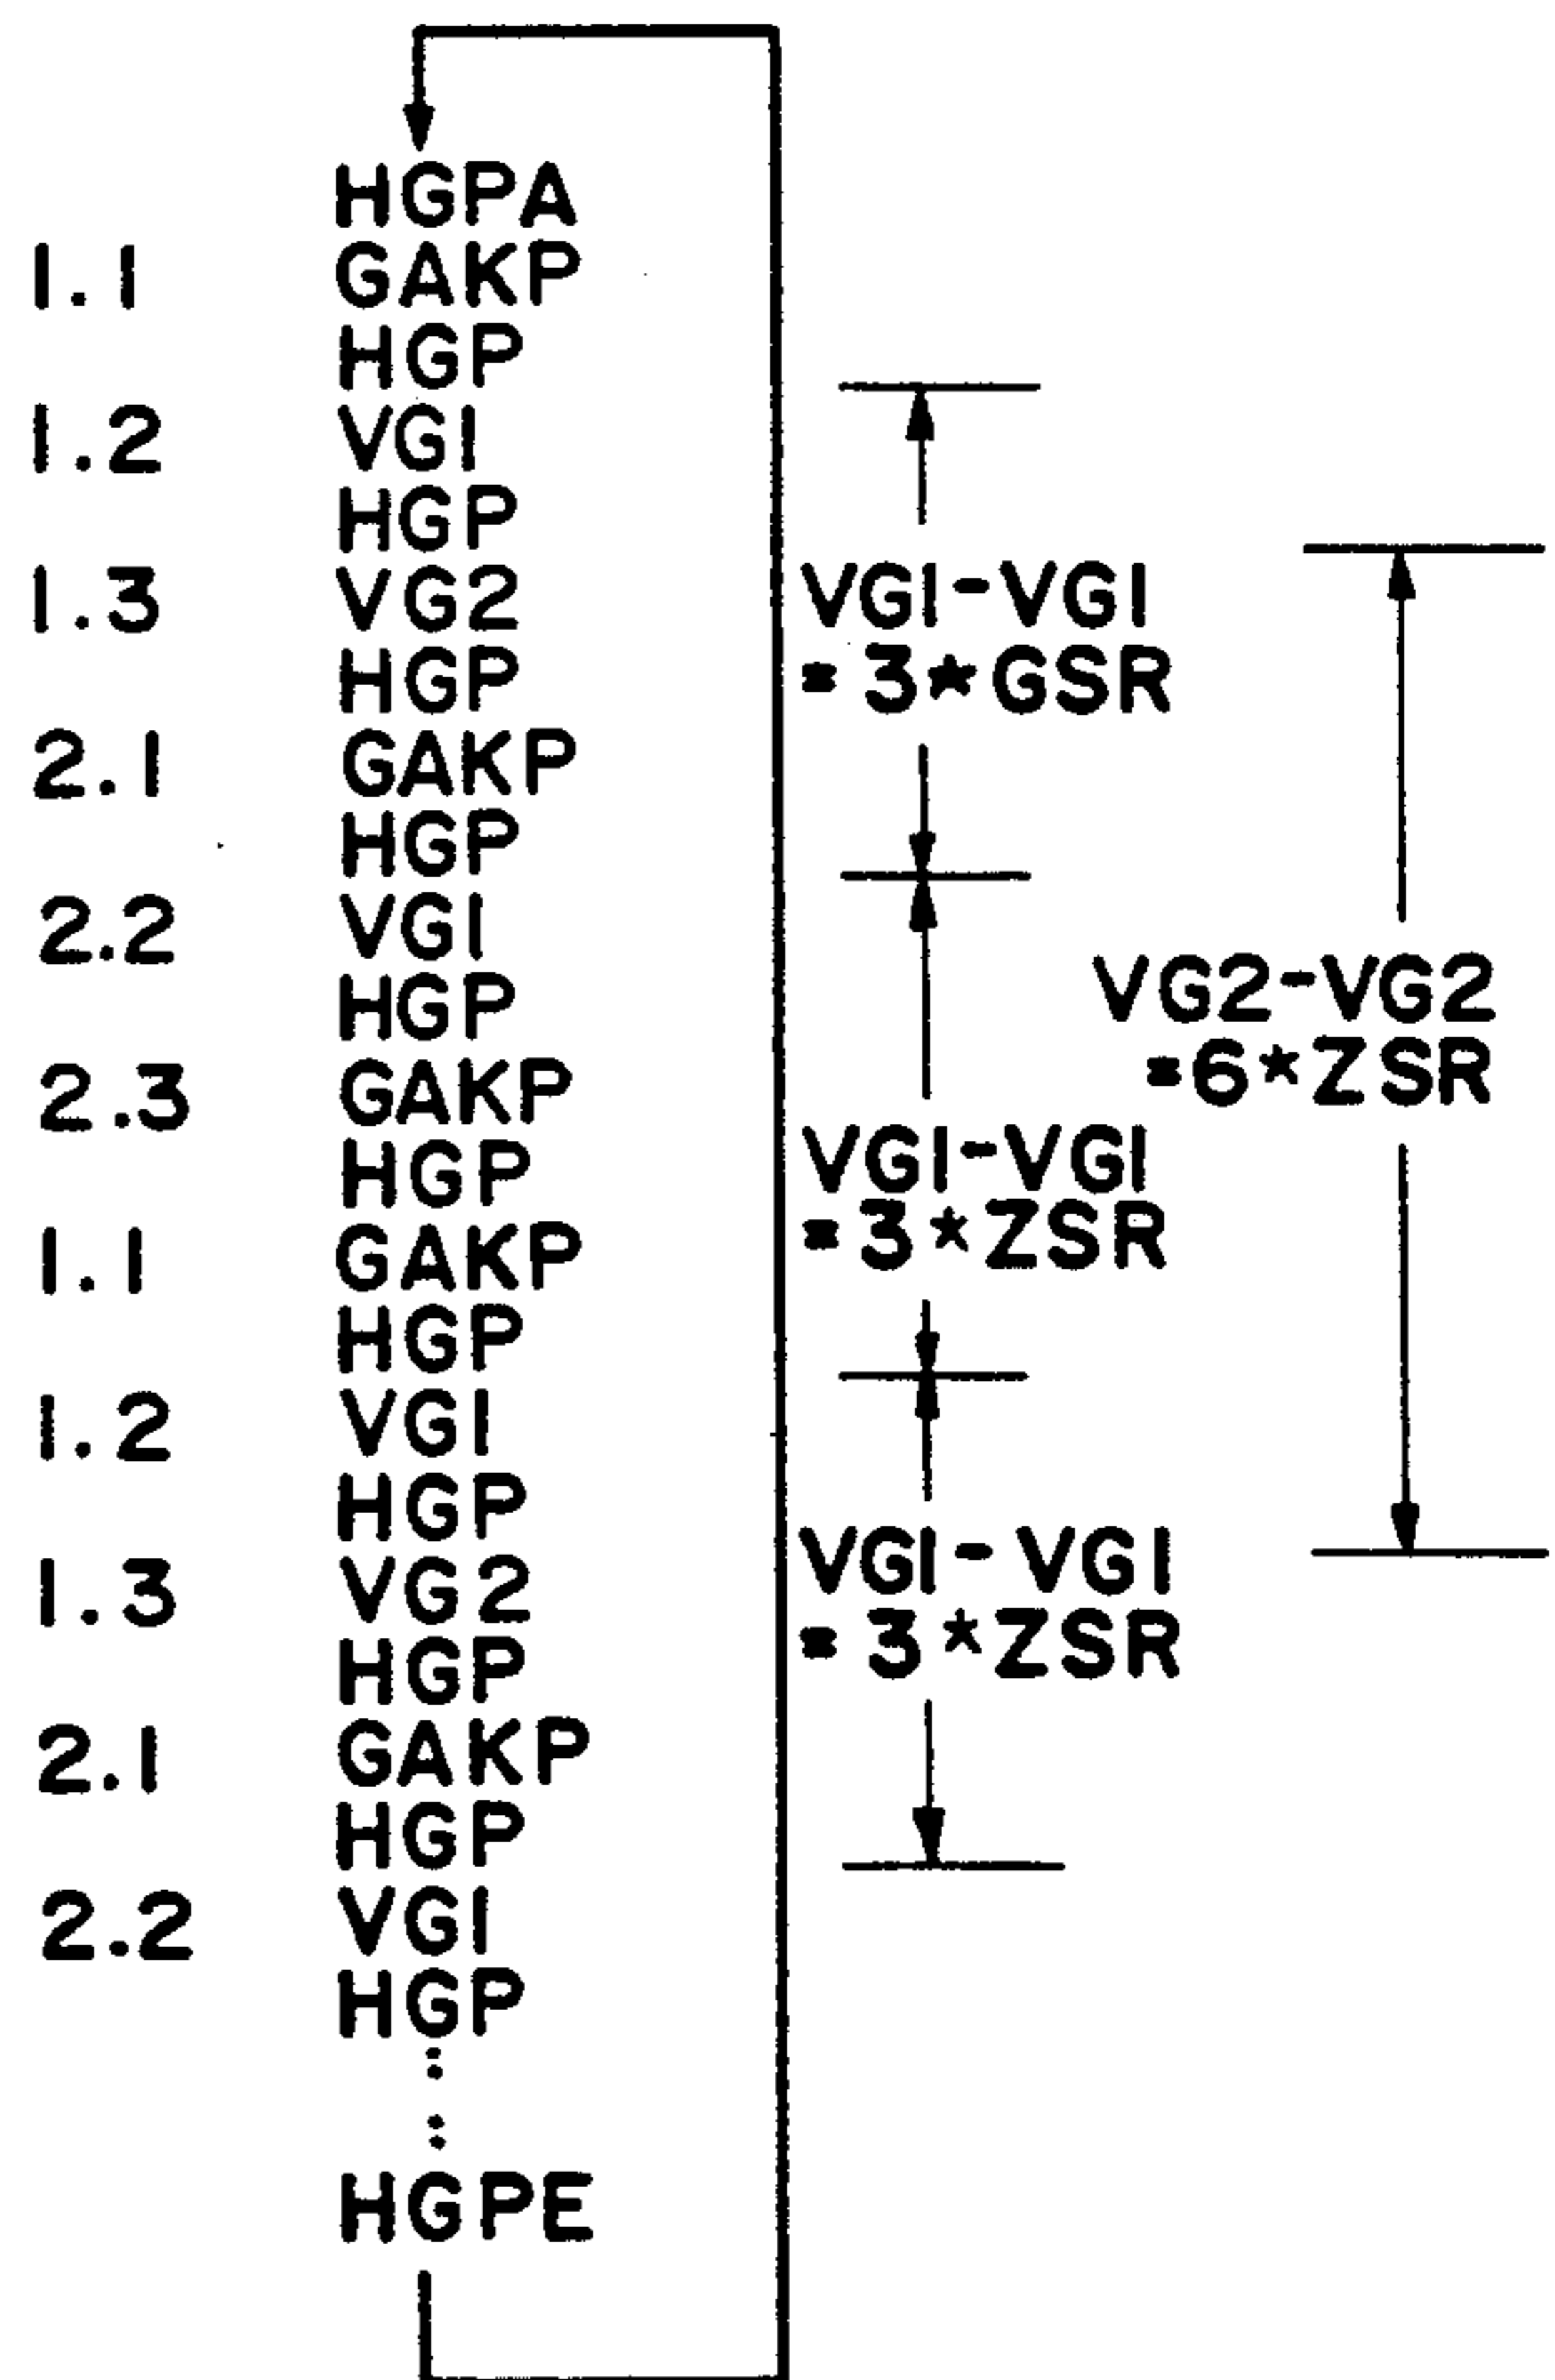 HGPA
1.1 GAKP
HGP
1.2 VG1
HGP
1.3 VG2
HGP
2.1 GAKP
HGP
2.2 VG1
HGP
2.3 GAKP
HGP
1.1 GAKP
HGP
1.2 VG1
HGP
1.3 VG2
HGP
2.1 GAKP
HGP
2.2 VG1
HGP
HGPE
VG1-VG1
=3*GSR
VG1-VG1
=3*ZSR
VG1-VG1
=3*ZSR
VG2-VG2
=6*ZSR